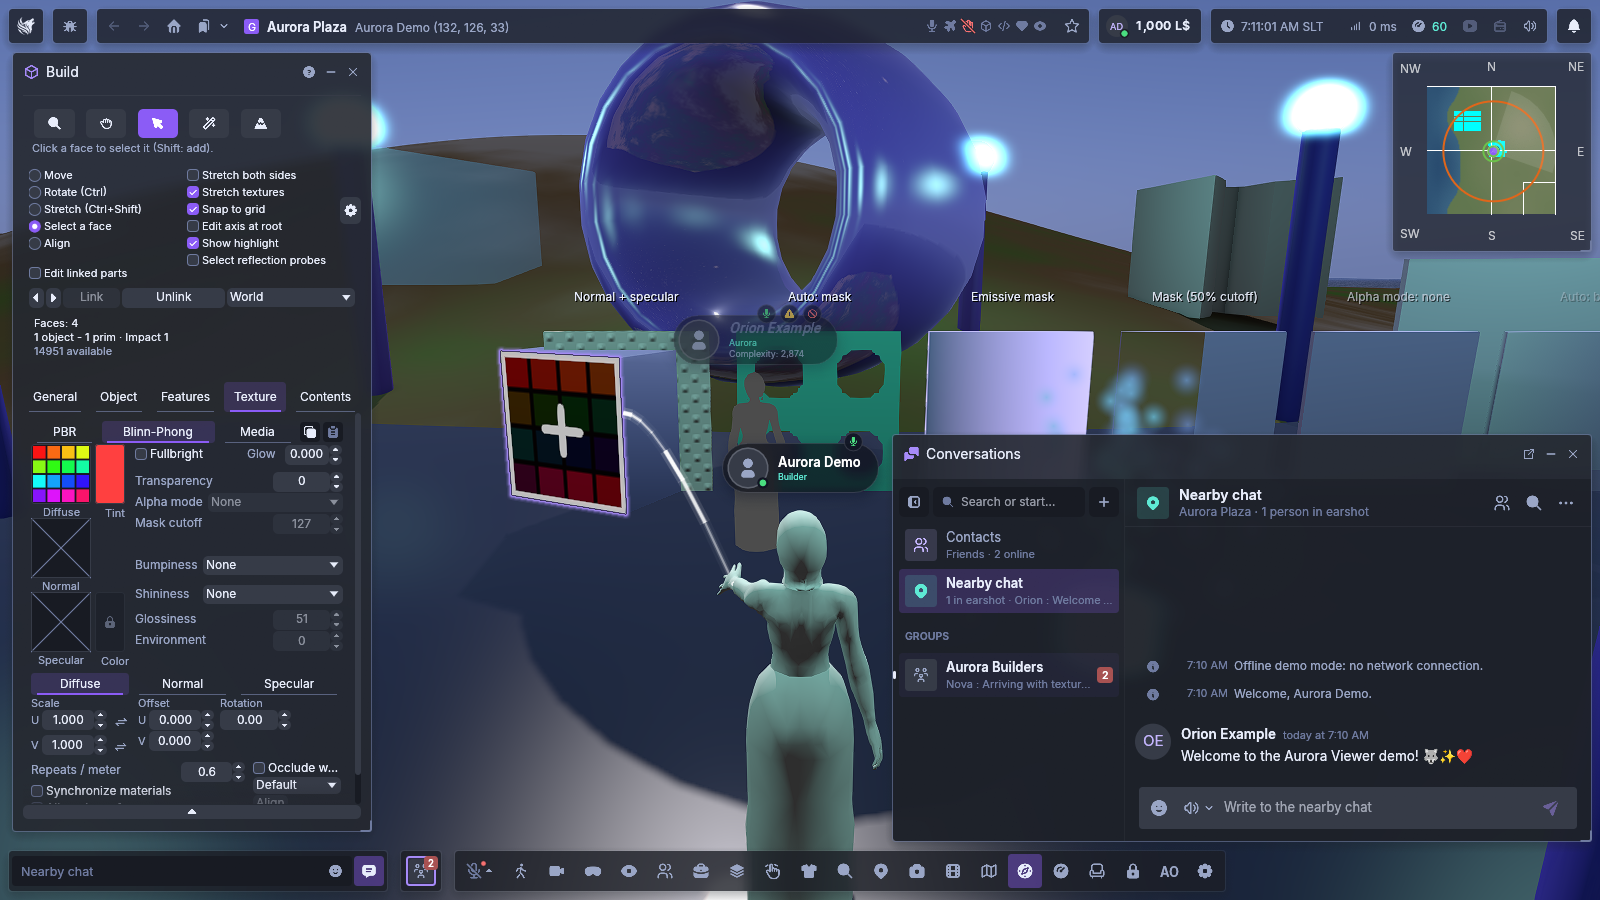 Aurora Plaza Aurora Demo (132, 126, 33)
AD 1,000 L$
7:11:01 AM SLT 0 ms 60
Build
Click a face to select it (Shift: add).
Move
Rotate (Ctrl)
Stretch (Ctrl+Shift)
Select a face
Align
Stretch both sides
Stretch textures
Snap to grid
Edit axis at root
Show highlight
Select reflection probes
Edit linked parts
Link Unlink World
Faces: 4
1 object - 1 prim · Impact 1
14951 available
General Object Features Texture Contents
PBR Blinn-Phong Media
Fullbright Glow 0.000
Transparency 0
Alpha mode None
Mask cutoff 127
Diffuse Tint
Bumpiness None
Normal
Shininess None
Glossiness 51
Environment 0
Specular Color
Diffuse Normal Specular
Scale Offset Rotation
U 1.000 U 0.000 0.00
V 1.000 V 0.000
Repeats / meter 0.6
Occlude w...
Default
Synchronize materials
Align
Nearby chat
2
Normal + specular
Auto: mask
Emissive mask
Mask (50% cutoff)
Alpha mode: none
Auto: b
Orion Example
Aurora
Complexity: 2,874
Aurora Demo
Builder
NW N NE
W E
SW S SE
Conversations
Search or start...
Contacts
Friends · 2 online
Nearby chat
1 in earshot · Orion : Welcome ...
GROUPS
Aurora Builders
Nova : Arriving with textur...
2
Nearby chat
Aurora Plaza · 1 person in earshot
7:10 AM Offline demo mode: no network connection.
7:10 AM Welcome, Aurora Demo.
OE
Orion Example today at 7:10 AM
Welcome to the Aurora Viewer demo! 🐺✨❤️
Write to the nearby chat
AO